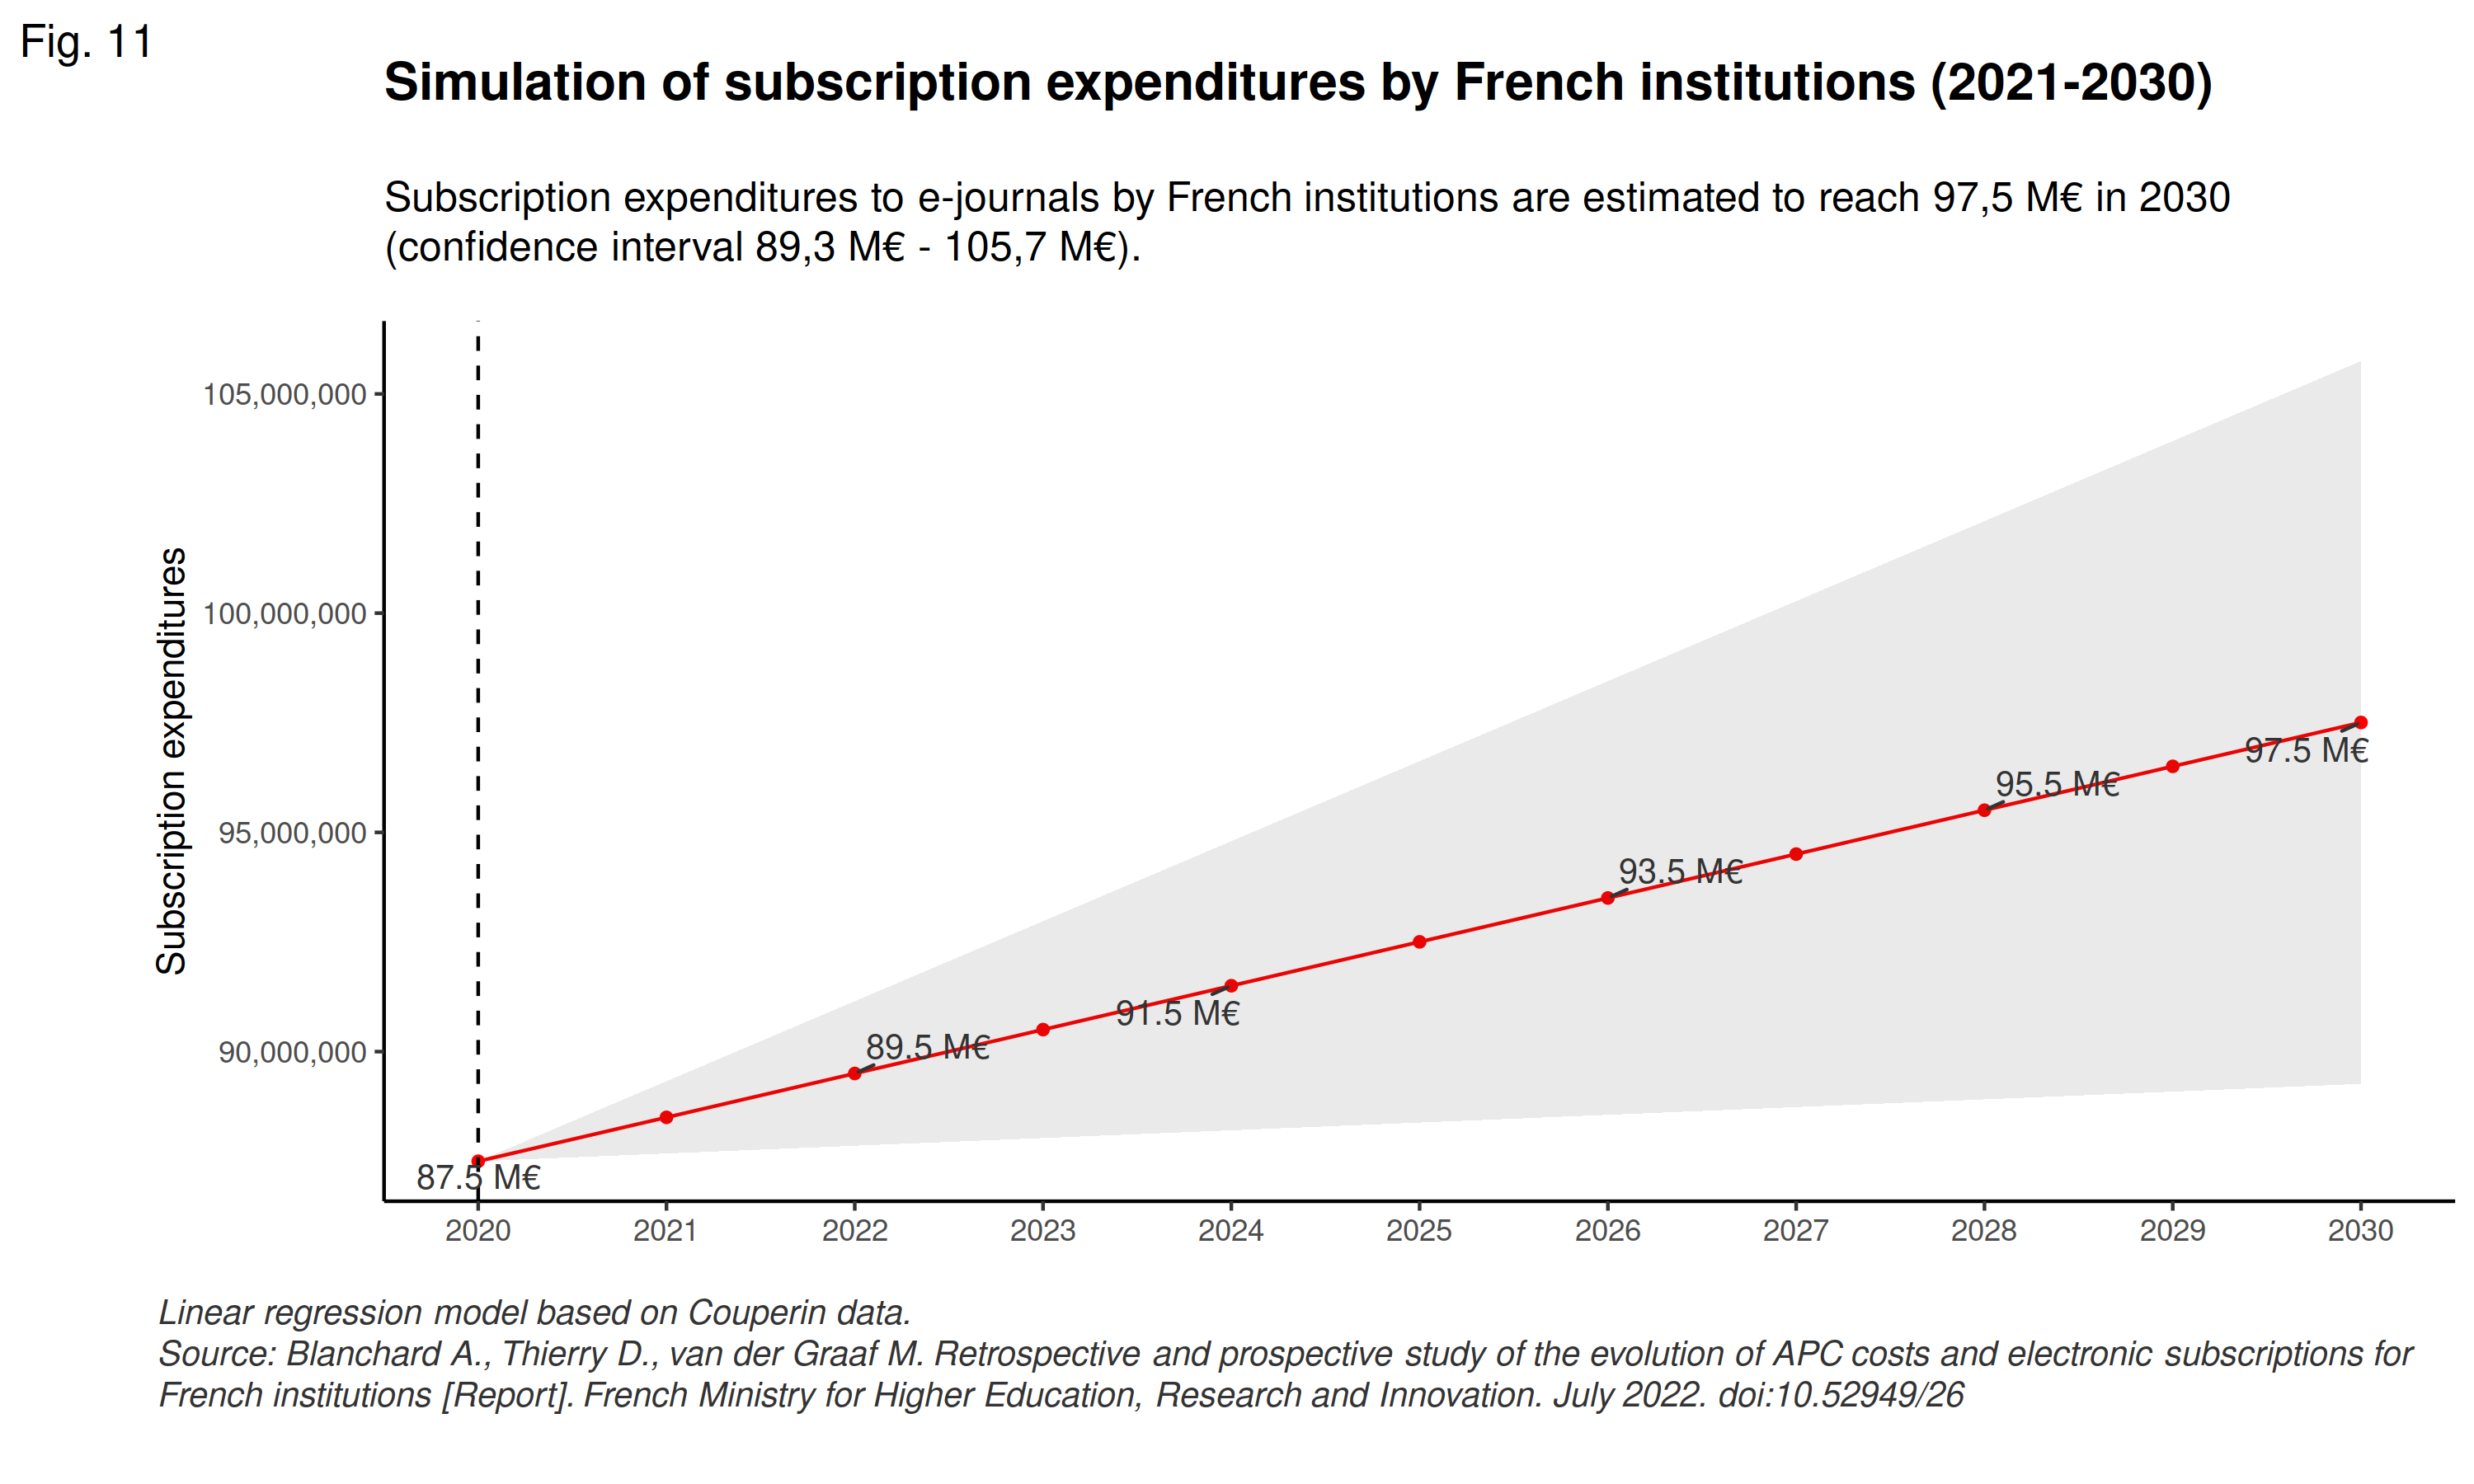 Fig. 11
Simulation of subscription expenditures by French institutions (2021-2030)
Subscription expenditures to e-journals by French institutions are estimated to reach 97,5 M€ in 2030
(confidence interval 89,3 M€ - 105,7 M€).
Subscription expenditures
105,000,000
100,000,000
95,000,000
90,000,000
87.5 M€
89.5 M€
91.5 M€
93.5 M€
95.5 M€
97.5 M€
2020 2021 2022 2023 2024 2025 2026 2027 2028 2029 2030
Linear regression model based on Couperin data.
Source: Blanchard A., Thierry D., van der Graaf M. Retrospective and prospective study of the evolution of APC costs and electronic subscriptions for
French institutions [Report]. French Ministry for Higher Education, Research and Innovation. July 2022. doi:10.52949/26